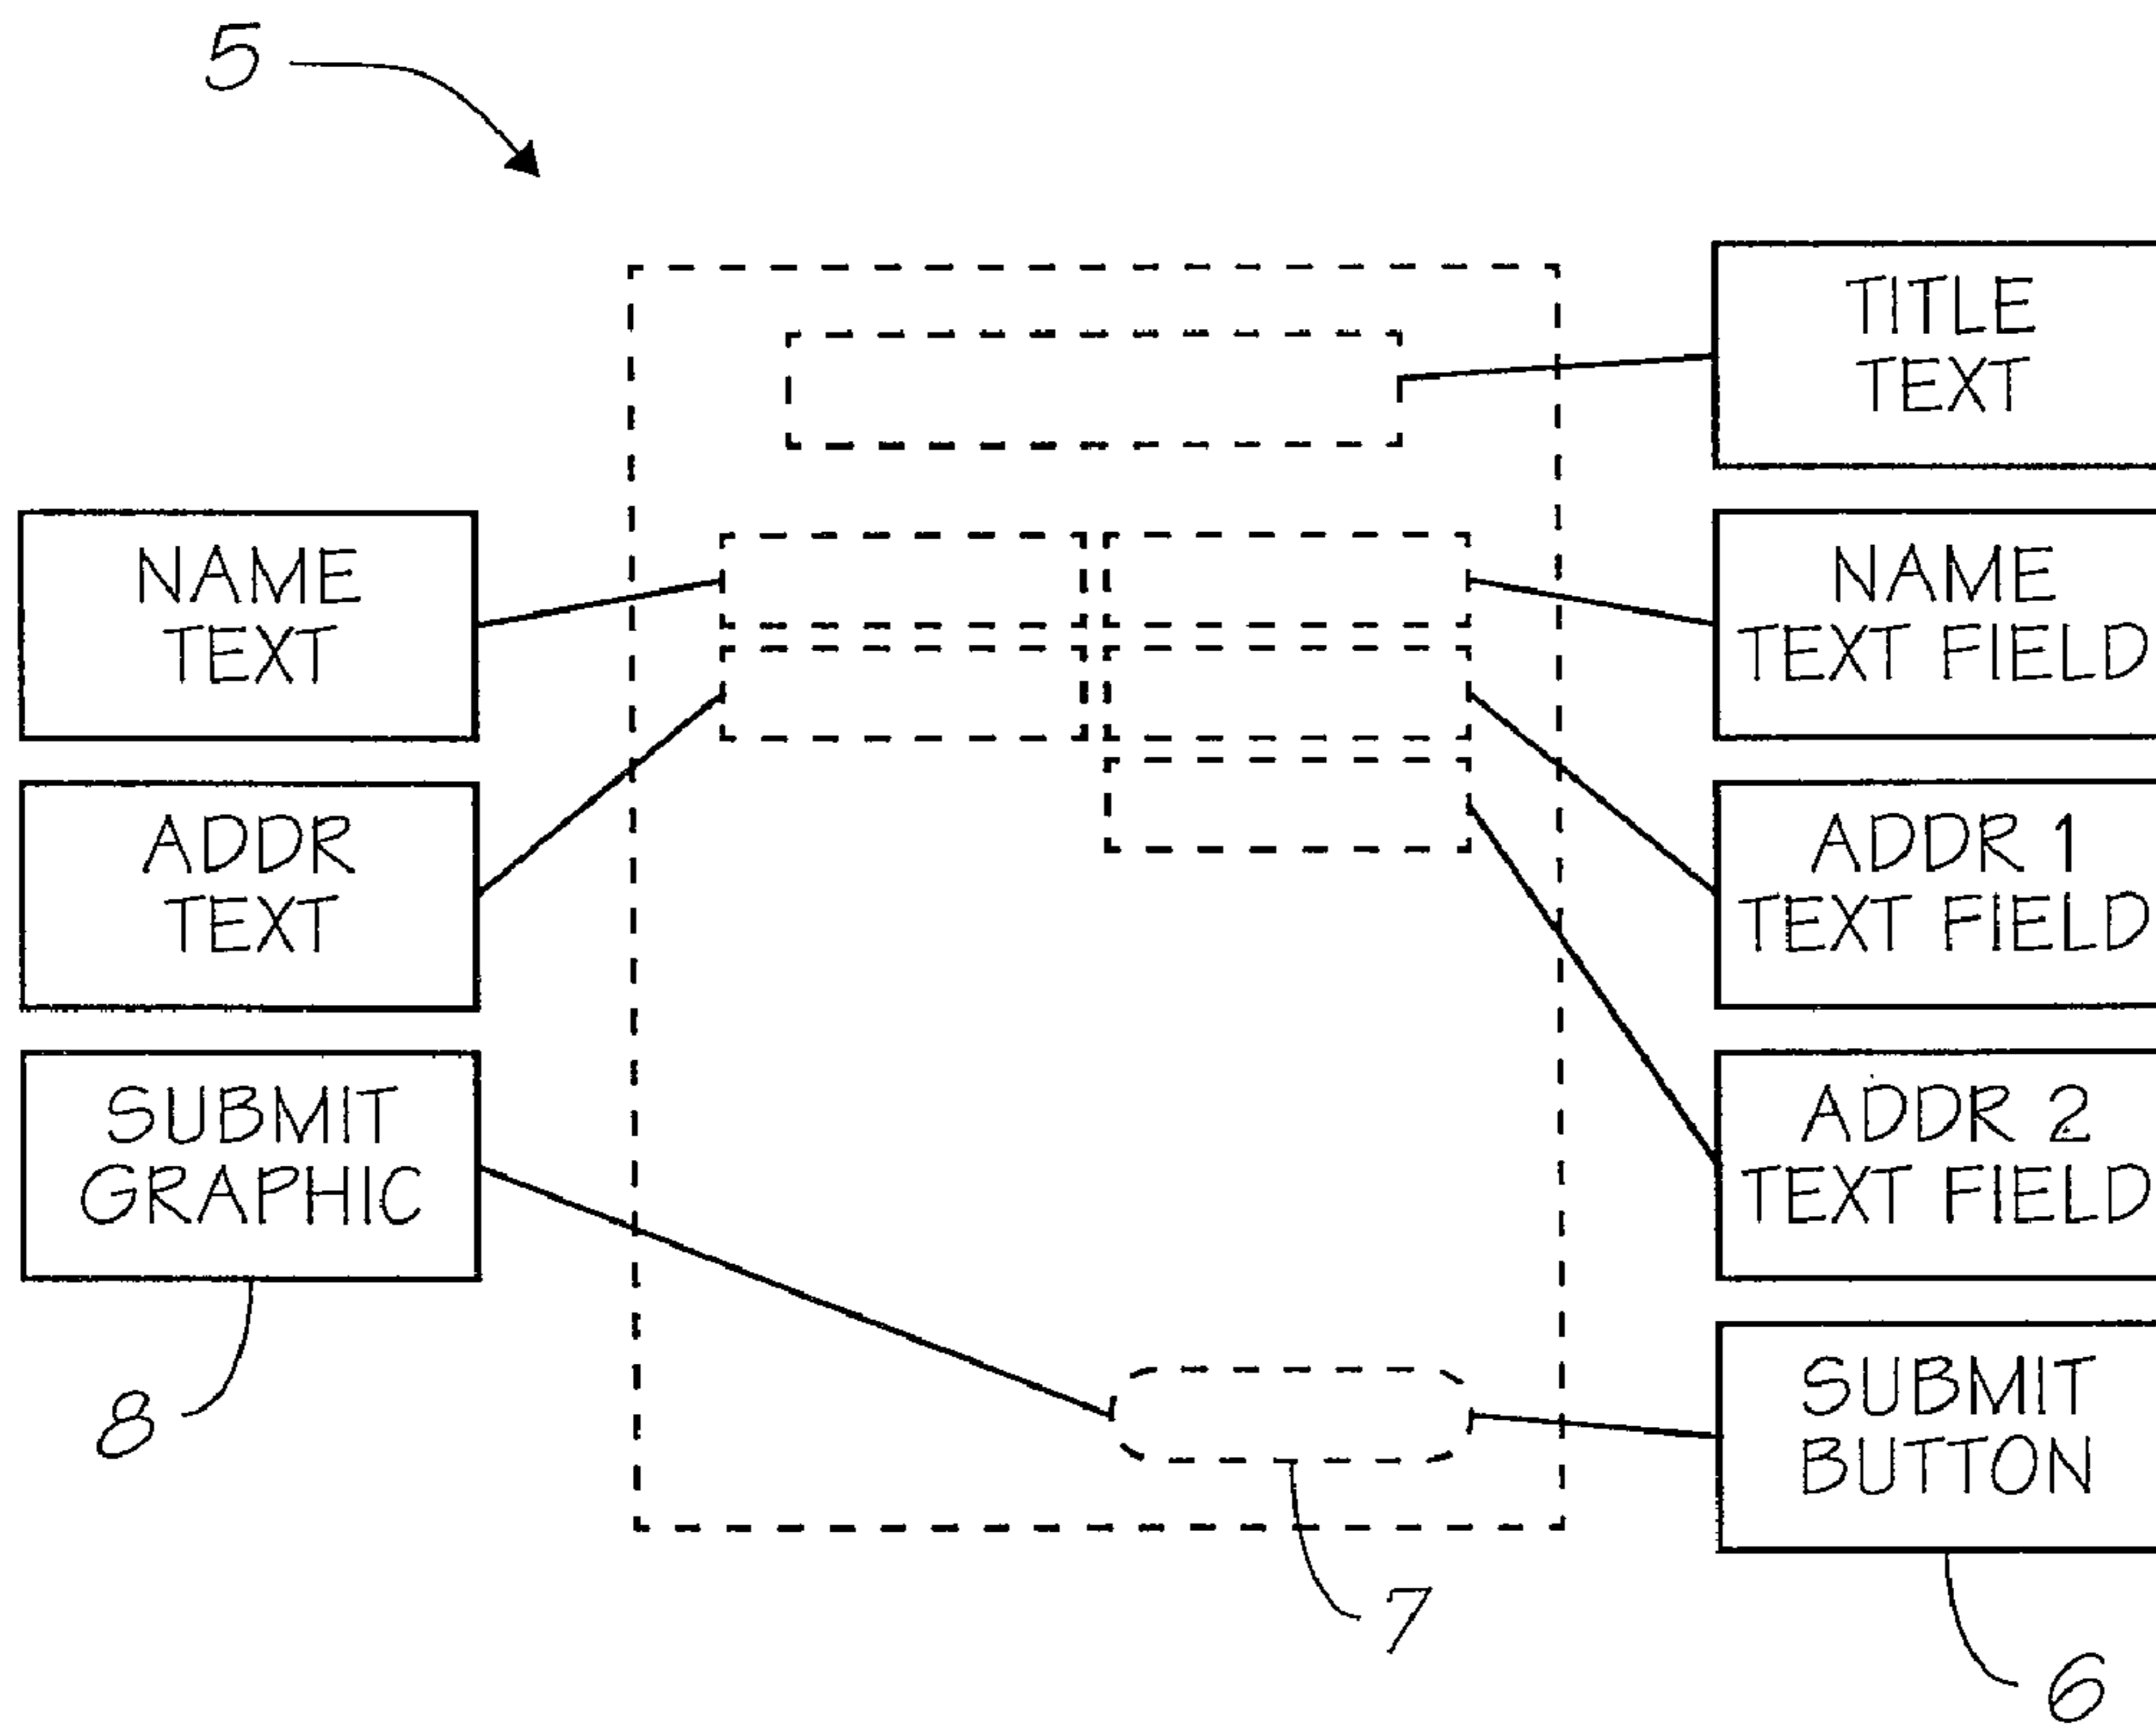 5
TITLE
TEXT
NAME
TEXT
NAME
TEXT FIELD
ADDR
TEXT
ADDR 1
TEXT FIELD
SUBMIT
GRAPHIC
ADDR 2
TEXT FIELD
8
SUBMIT
BUTTON
7
6